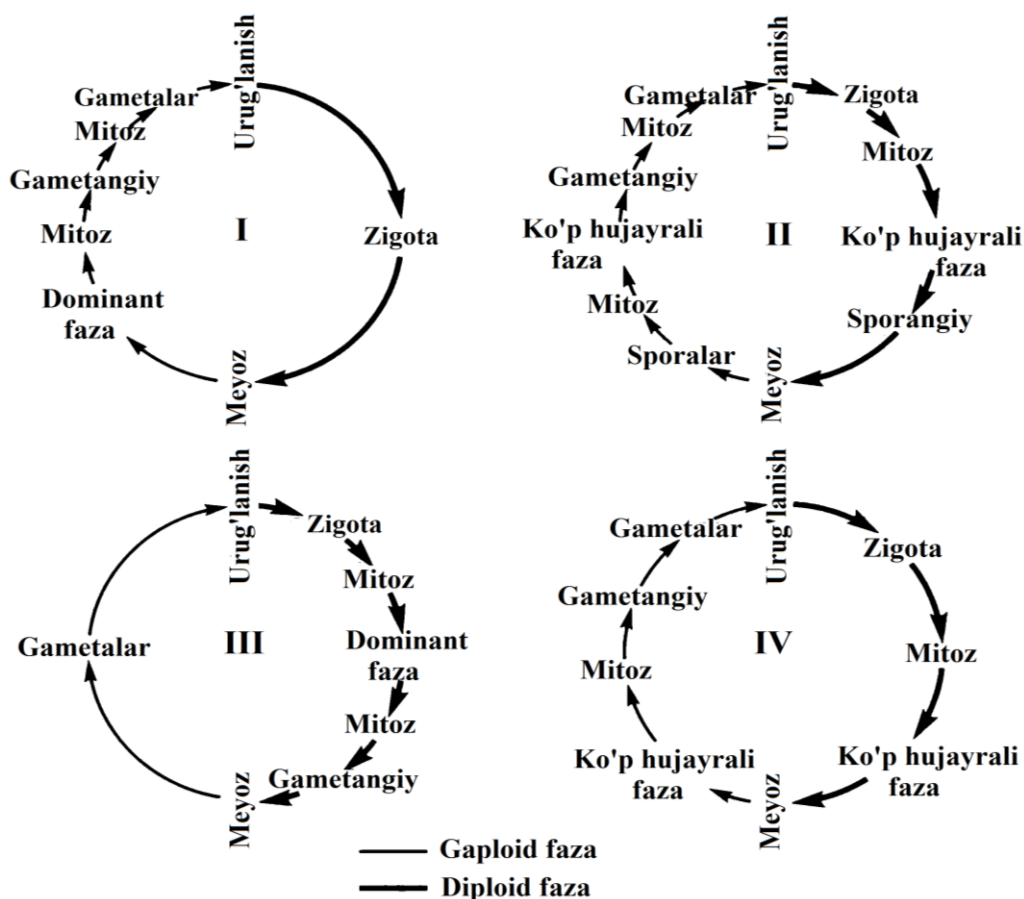 Urug'lanish
Gametalar
Mitoz
Gametangiy
Mitoz
Dominant
faza
Meyoz
Zigota
I
Urug'lanish
Gametalar
Mitoz
Gametangiy
Ko'p hujayrali
faza
Mitoz
Sporalar
Meyoz
Zigota
Mitoz
Ko'p hujayrali
faza
Sporangiy
II
Urug'lanish
Zigota
Mitoz
Dominant
faza
Mitoz
Gametangiy
Meyoz
Gametalar
III
Urug'lanish
Gametalar
Gametangiy
Mitoz
Ko'p hujayrali
faza
Meyoz
Zigota
Mitoz
Ko'p hujayrali
faza
IV
Gaploid faza
Diploid faza